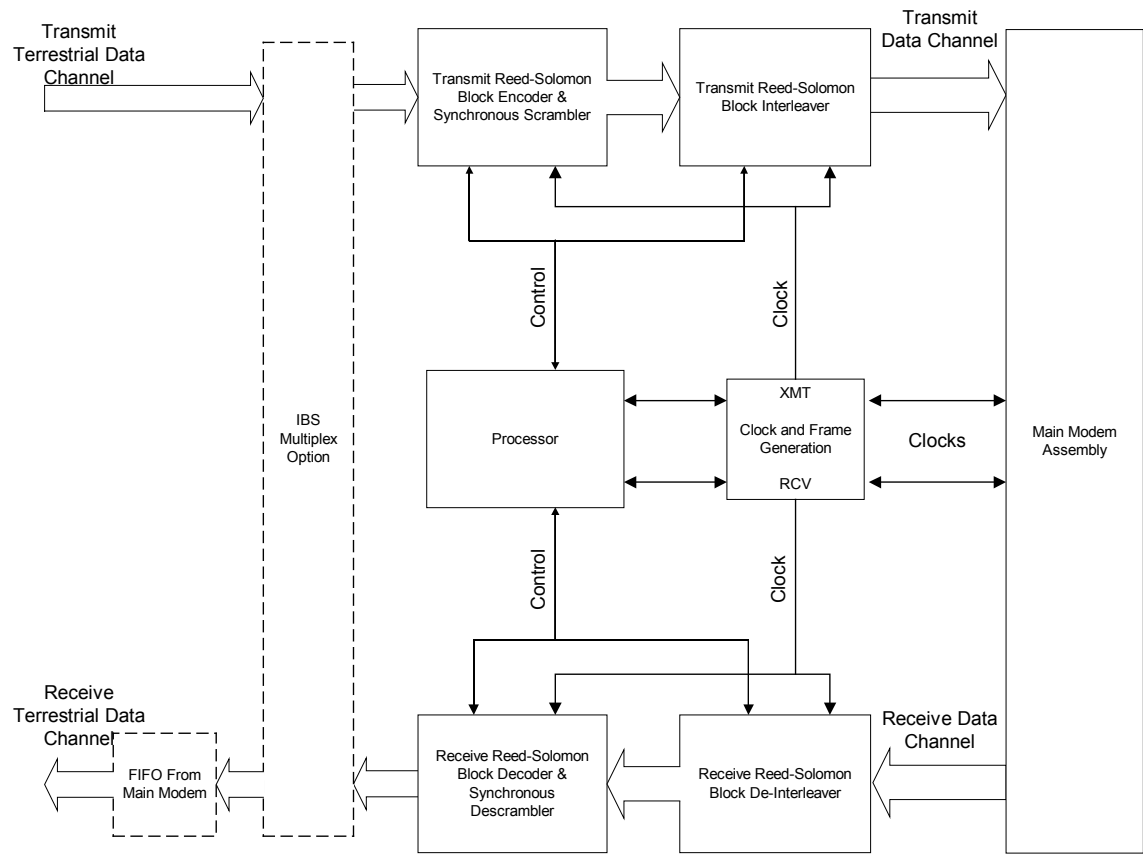 Transmit
Terrestrial Data
Channel
Transmit
Data Channel
Transmit Reed-Solomon
Block Encoder &
Synchronous Scrambler
Transmit Reed-Solomon
Block Interleaver
Control
Clock
IBS
Multiplex
Option
Processor
XMT
Clock and Frame
Generation
RCV
Clocks
Main Modem
Assembly
Control
Clock
Receive
Terrestrial Data
Channel
FIFO From
Main Modem
Receive Reed-Solomon
Block Decoder &
Synchronous
Descrambler
Receive Reed-Solomon
Block De-Interleaver
Receive Data
Channel